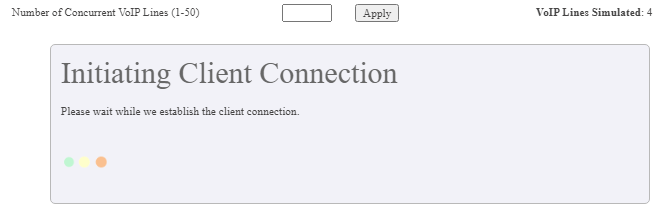 Number of Concurrent VoIP Lines (1-50) Apply VoIP Lines Simulated: 4
Initiating Client Connection
Please wait while we establish the client connection.